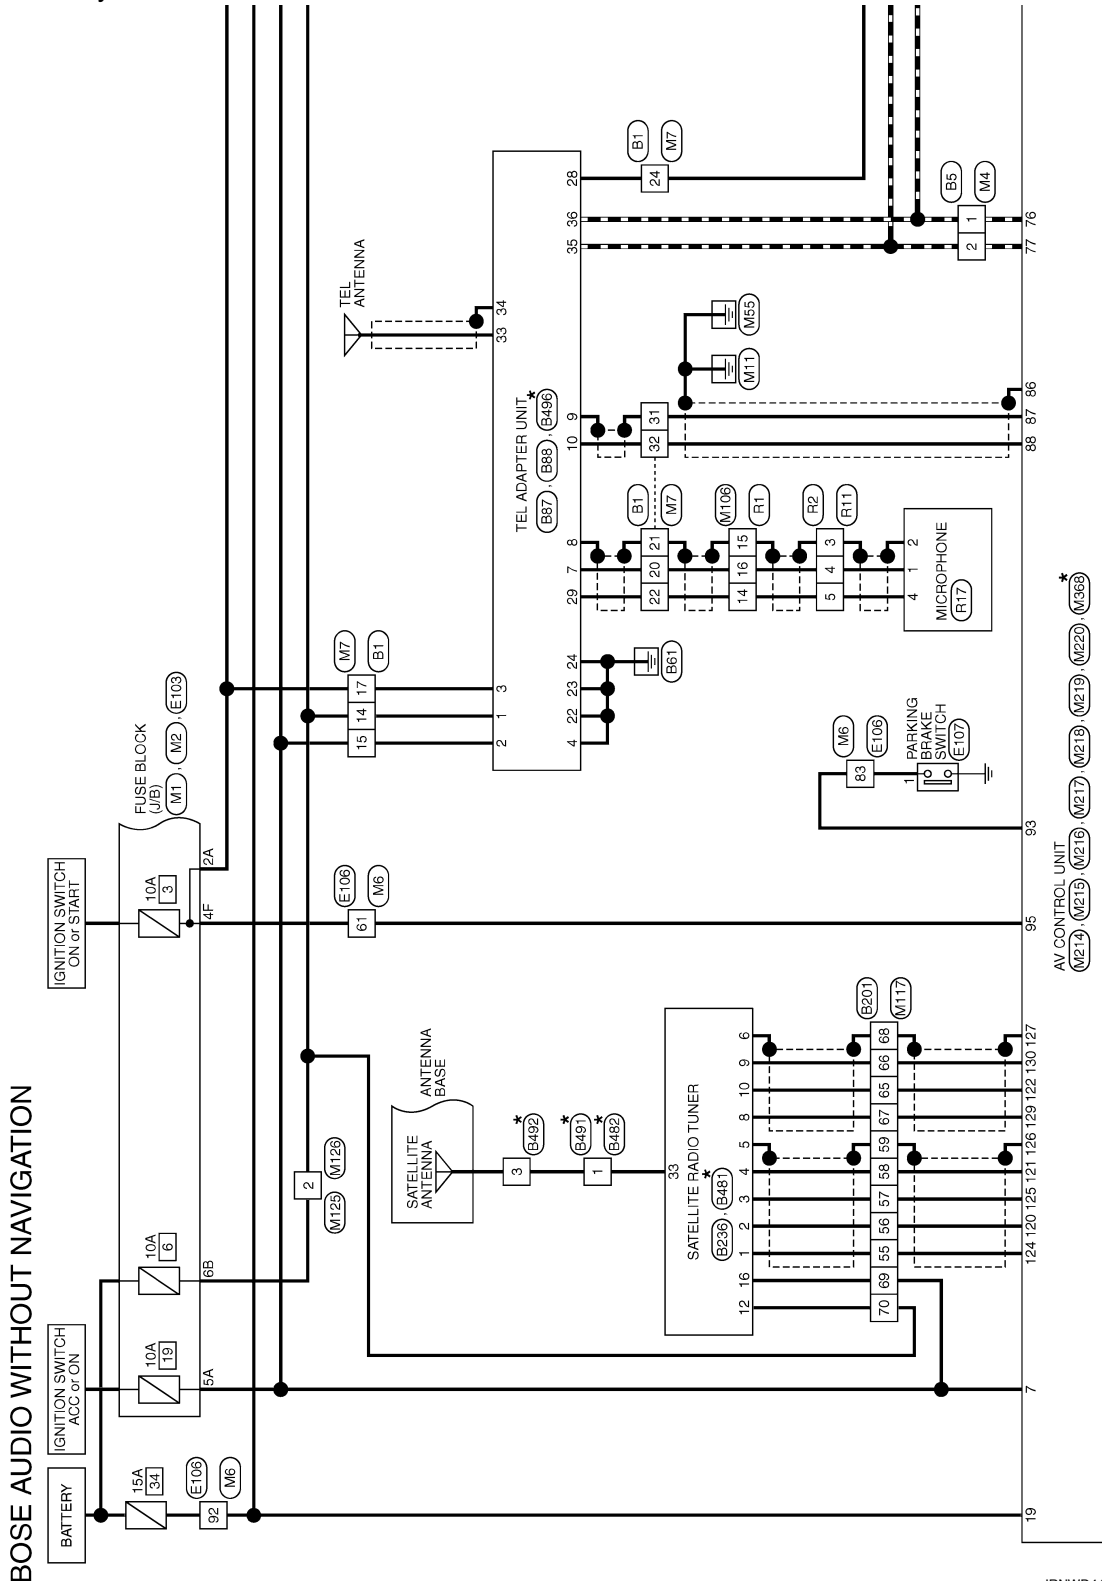 BOSE AUDIO WITHOUT NAVIGATION
BATTERY
IGNITION SWITCH
ACC or ON
IGNITION SWITCH
ON or START
15A
34
10A
19
10A
6
10A
3
FUSE BLOCK
(J/B)
M1 , M2 , E103
5A
6B
4F
2A
E106
92
M6
2
M125
M126
E106
61
M6
M7
15
14
17
B1
SATELLITE
ANTENNA
ANTENNA
BASE
3
B492
*
1
B491
*
B482
*
33
SATELLITE RADIO TUNER
B236 , B481
*
12
16
1
2
3
4
5
8
10
9
6
70
69
55
56
57
58
59
67
65
66
68
B201
M117
TEL
ANTENNA
33
34
2
1
3
TEL ADAPTER UNIT
B87 , B88 , B496
*
4
22
23
24
29
7
8
10
9
35
36
28
B61
22
20
21
B1
M7
32
31
14
16
15
M106
R1
5
4
3
R2
R11
4
1
2
MICROPHONE
R17
M11
M55
24
B1
M7
2
1
B5
M4
83
M6
E106
1
PARKING
BRAKE
SWITCH
E107
19
7
124
120
125
121
126
129
122
130
127
95
93
88
87
86
77
76
AV CONTROL UNIT
M214 , M215 , M216 , M217 , M218 , M219 , M220 , M368
*